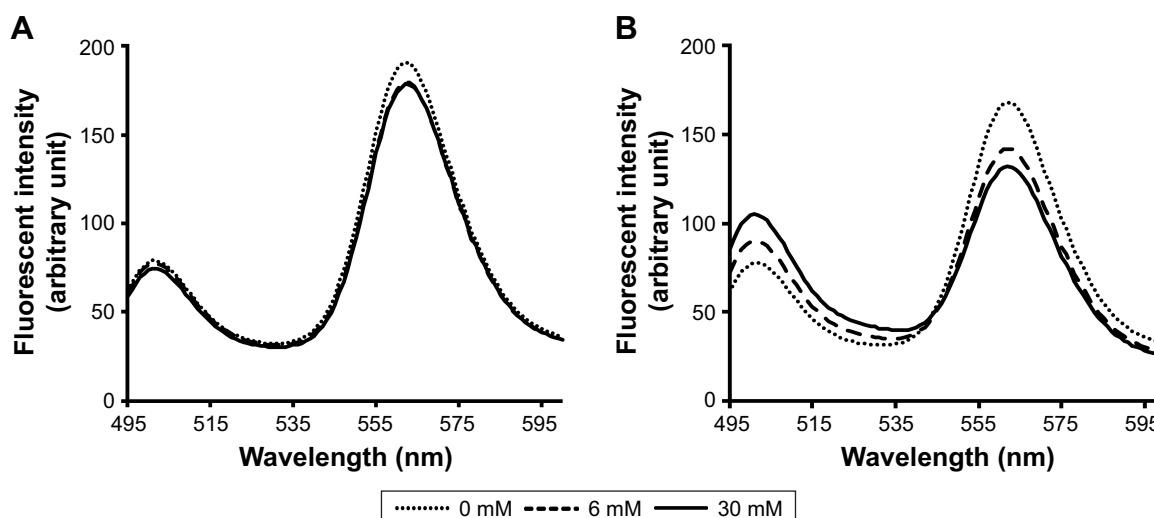 A
Fluorescent intensity
(arbitrary unit)
200
150
100
50
0
495 515 535 555 575 595
Wavelength (nm)
B
Fluorescent intensity
(arbitrary unit)
200
150
100
50
0
495 515 535 555 575 595
Wavelength (nm)
0 mM 6 mM 30 mM